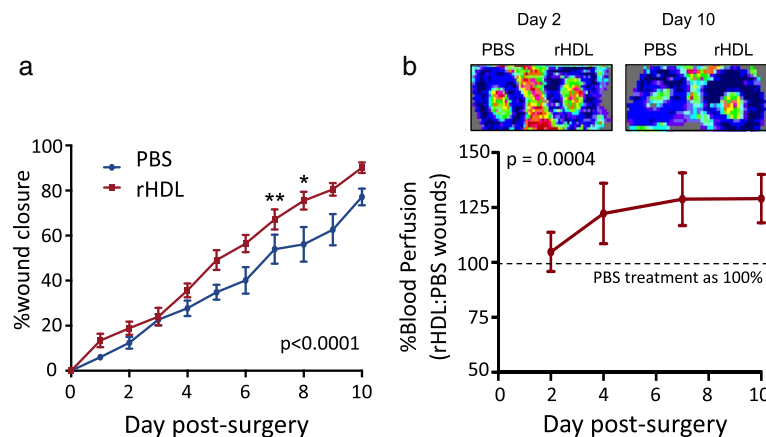 a
PBS
rHDL
** *
p<0.0001
%wound closure
100
80
60
40
20
0
0 2 4 6 8 10
Day post-surgery
b
Day 2 Day 10
PBS rHDL PBS rHDL
p = 0.0004
PBS treatment as 100%
%Blood Perfusion
(rHDL:PBS wounds)
150
125
100
75
50
0 2 4 6 8 10
Day post-surgery